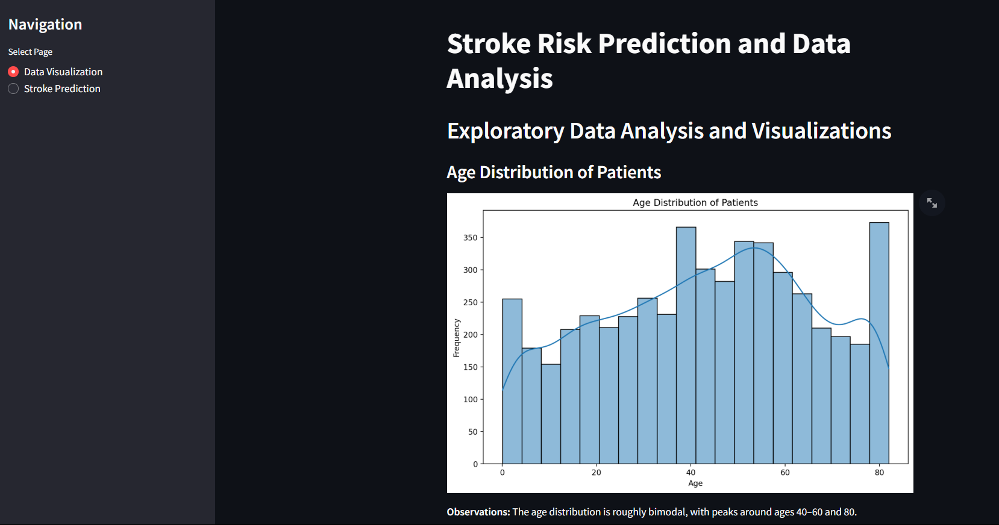 Navigation
Select Page
Data Visualization
Stroke Prediction
Stroke Risk Prediction and Data
Analysis
Exploratory Data Analysis and Visualizations
Age Distribution of Patients
Age Distribution of Patients
350
300
250
200
150
100
50
0
Frequency
0 20 40 60 80
Age
Observations: The age distribution is roughly bimodal, with peaks around ages 40–60 and 80.